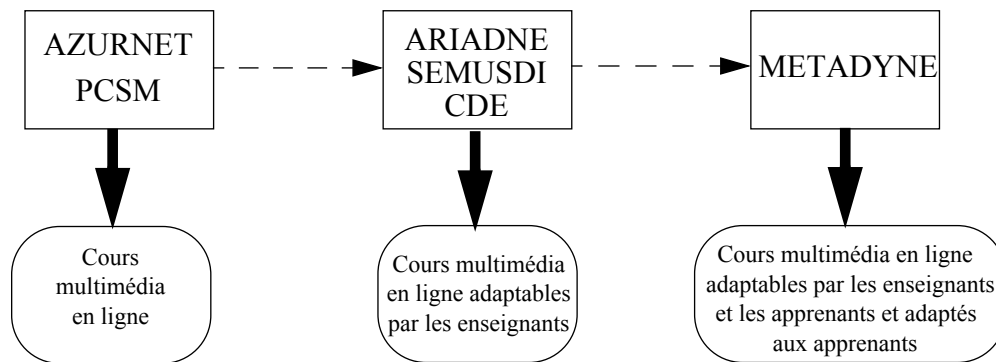 AZURNET
PCSM
ARIADNE
SEMUSDI
CDE
METADYNE
Cours
multimédia
en ligne
Cours multimédia
en ligne adaptables
par les enseignants
Cours multimédia en ligne
adaptables par les enseignants
et les apprenants et adaptés
aux apprenants